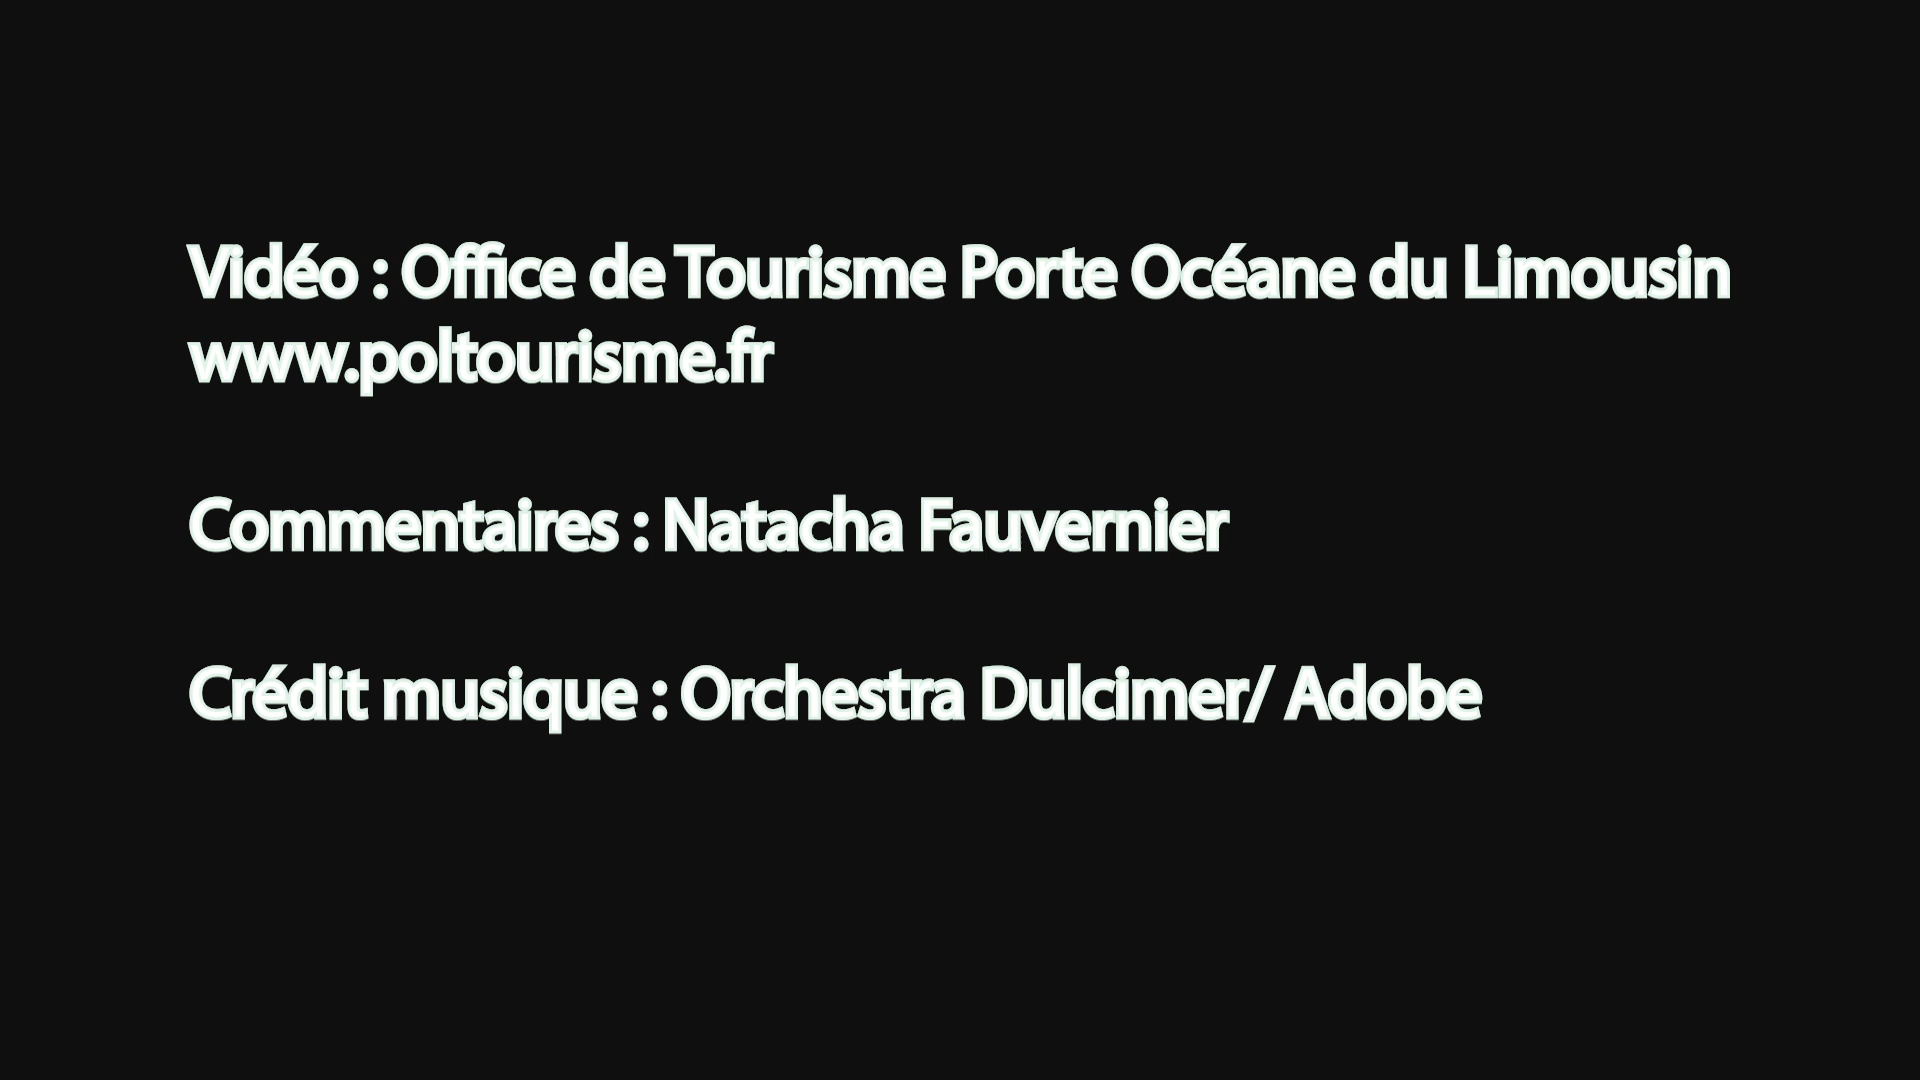 Vidéo : Office de Tourisme Porte Océane du Limousin
www.poltourisme.fr
Commentaires : Natacha Fauvernier
Crédit musique : Orchestra Dulcimer/ Adobe